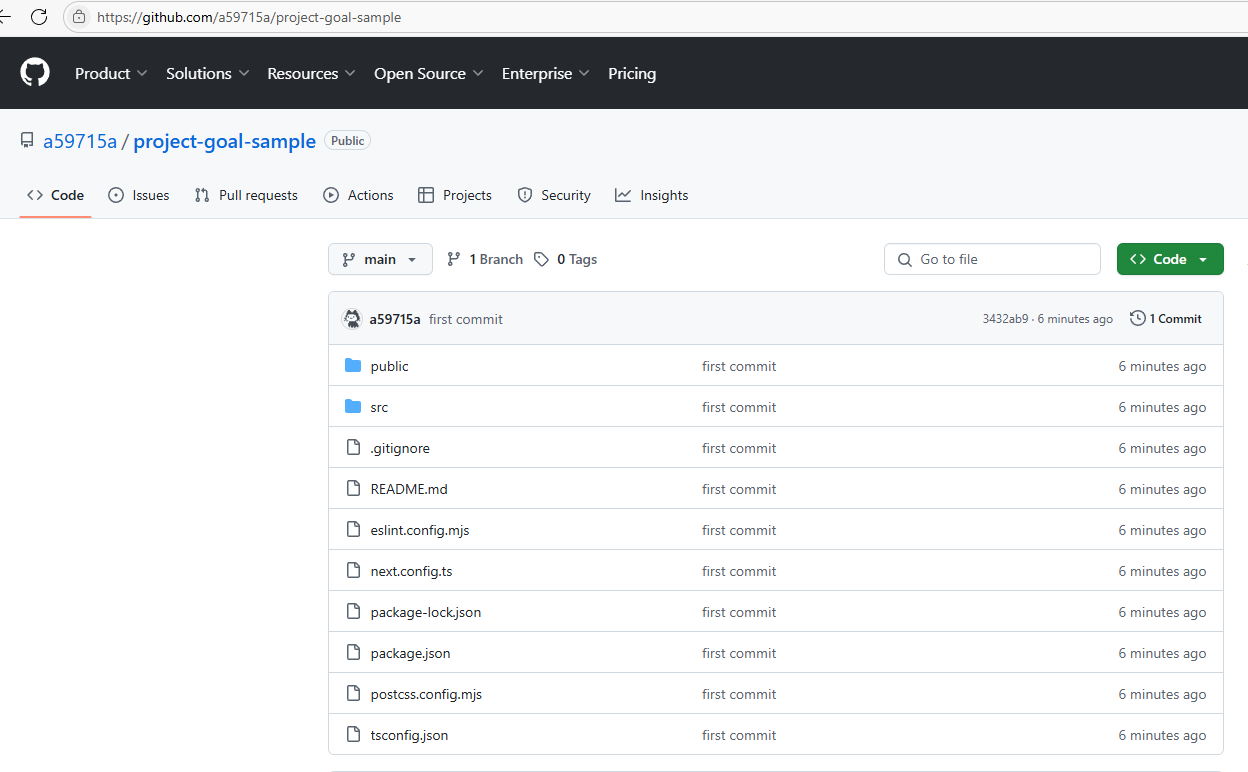 https://github.com/a59715a/project-goal-sample
Product Solutions Resources Open Source Enterprise Pricing
a59715a / project-goal-sample Public
Code Issues Pull requests Actions Projects Security Insights
main 1 Branch 0 Tags Go to file Code
a59715a first commit 3432ab9 · 6 minutes ago 1 Commit
public first commit 6 minutes ago
src first commit 6 minutes ago
.gitignore first commit 6 minutes ago
README.md first commit 6 minutes ago
eslint.config.mjs first commit 6 minutes ago
next.config.ts first commit 6 minutes ago
package-lock.json first commit 6 minutes ago
package.json first commit 6 minutes ago
postcss.config.mjs first commit 6 minutes ago
tsconfig.json first commit 6 minutes ago